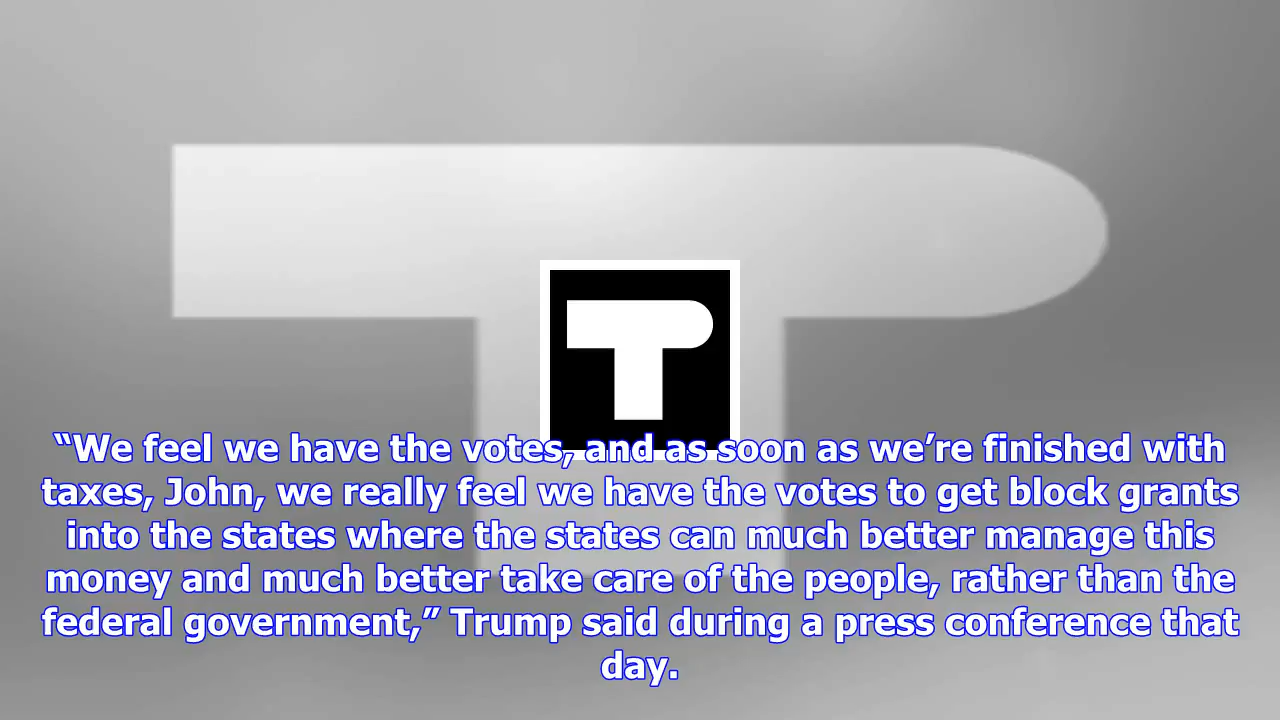 “We feel we have the votes, and as soon as we’re finished with
taxes, John, we really feel we have the votes to get block grants
into the states where the states can much better manage this
money and much better take care of the people, rather than the
federal government,” Trump said during a press conference that
day.